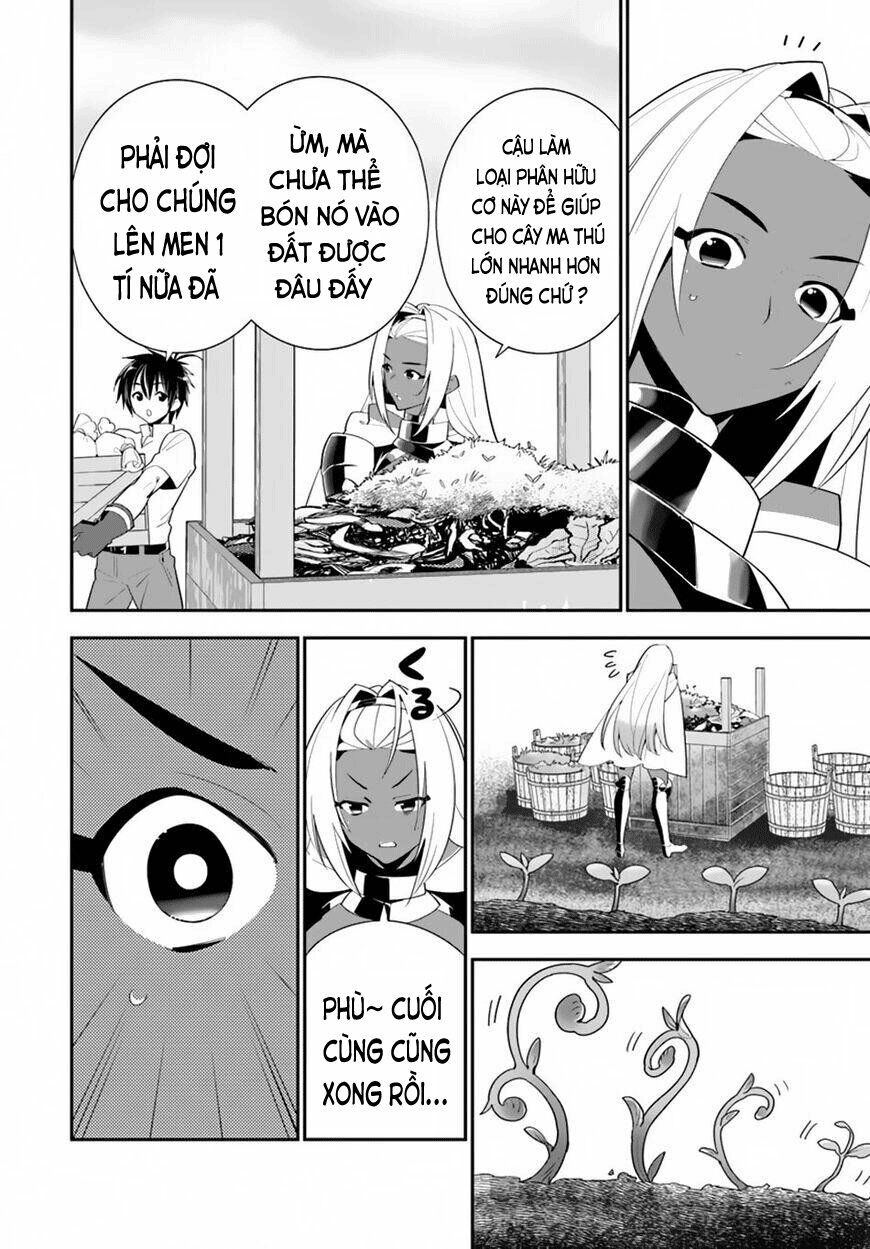 CẬU LÀM
LOẠI PHÂN HỮU
CƠ NÀY ĐỂ GIÚP
CHO CÂY MA THÚ
LỚN NHANH HƠN
ĐÚNG CHỨ ?
ỪM, MÀ
CHƯA THỂ
BÓN NÓ VÀO
ĐẤT ĐƯỢC
ĐÂU ĐẤY
PHẢI ĐỢI
CHO CHÚNG
LÊN MEN 1
TÍ NỮA ĐÃ
くる
PHÙ~ CUỐI
CÙNG CŨNG
XONG RỒI...